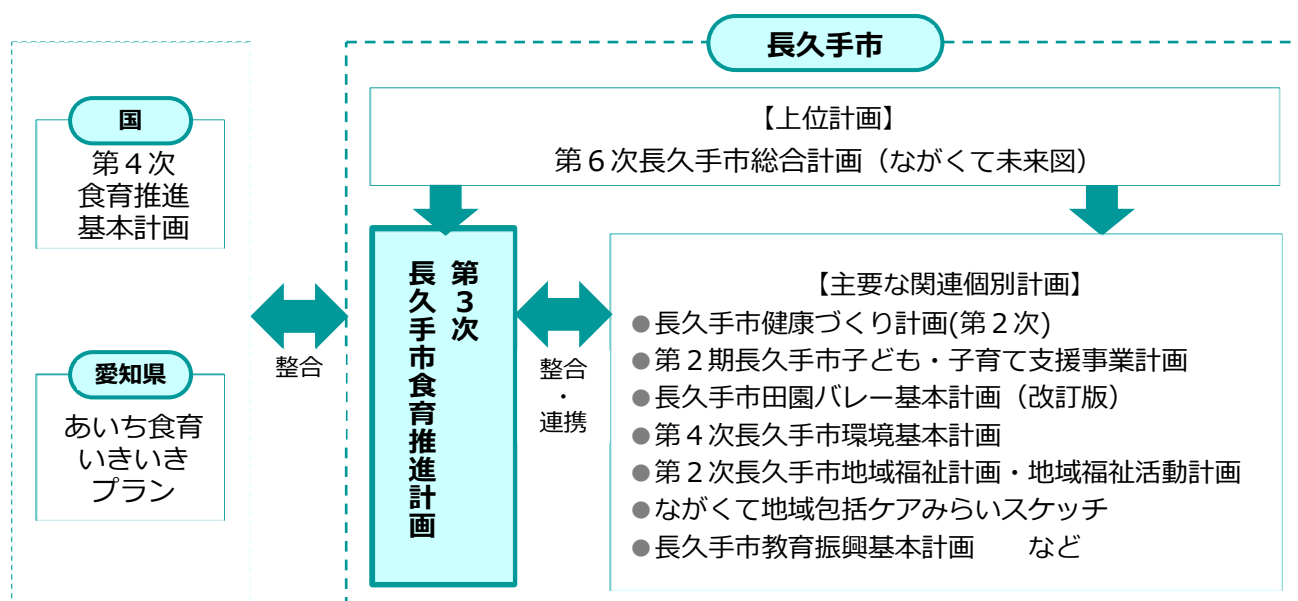 長久手市
国
第４次
食育推進
基本計画
愛知県
あいち食育
いきいき
プラン
整合
【上位計画】
第６次長久手市総合計画（ながくて未来図）
第３次
長久手市食育推進計画
整合
・
連携
【主要な関連個別計画】
●長久手市健康づくり計画(第２次)
●第２期長久手市子ども・子育て支援事業計画
●長久手市田園バレー基本計画（改訂版）
●第４次長久手市環境基本計画
●第２次長久手市地域福祉計画・地域福祉活動計画
●ながくて地域包括ケアみらいスケッチ
●長久手市教育振興基本計画　　など